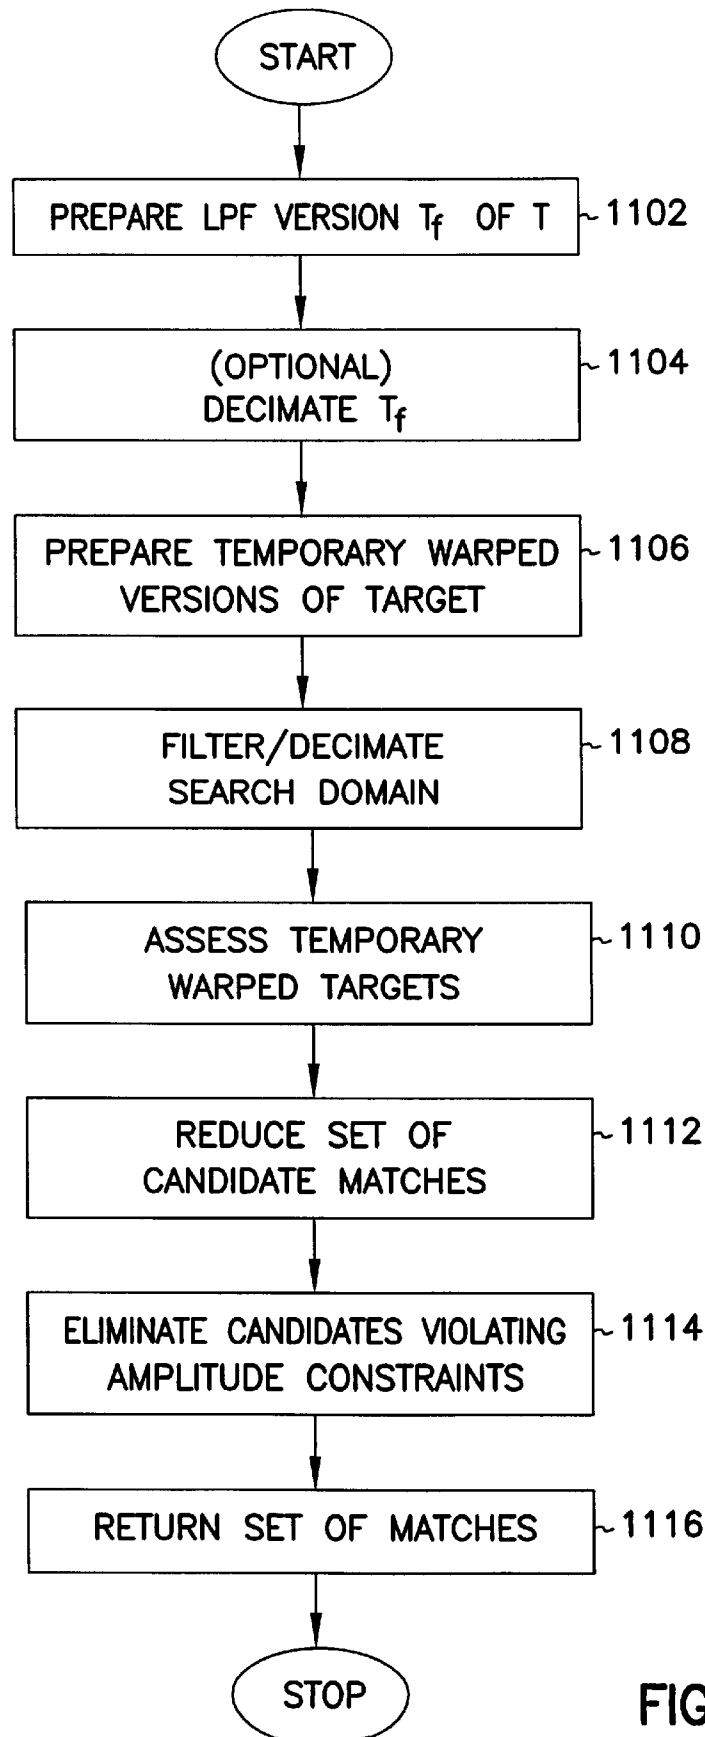 START
PREPARE LPF VERSION Tf OF T
1102
(OPTIONAL)
DECIMATE Tf
1104
PREPARE TEMPORARY WARPED
VERSIONS OF TARGET
1106
FILTER/DECIMATE
SEARCH DOMAIN
1108
ASSESS TEMPORARY
WARPED TARGETS
1110
REDUCE SET OF
CANDIDATE MATCHES
1112
ELIMINATE CANDIDATES VIOLATING
AMPLITUDE CONSTRAINTS
1114
RETURN SET OF MATCHES
1116
STOP
FIG